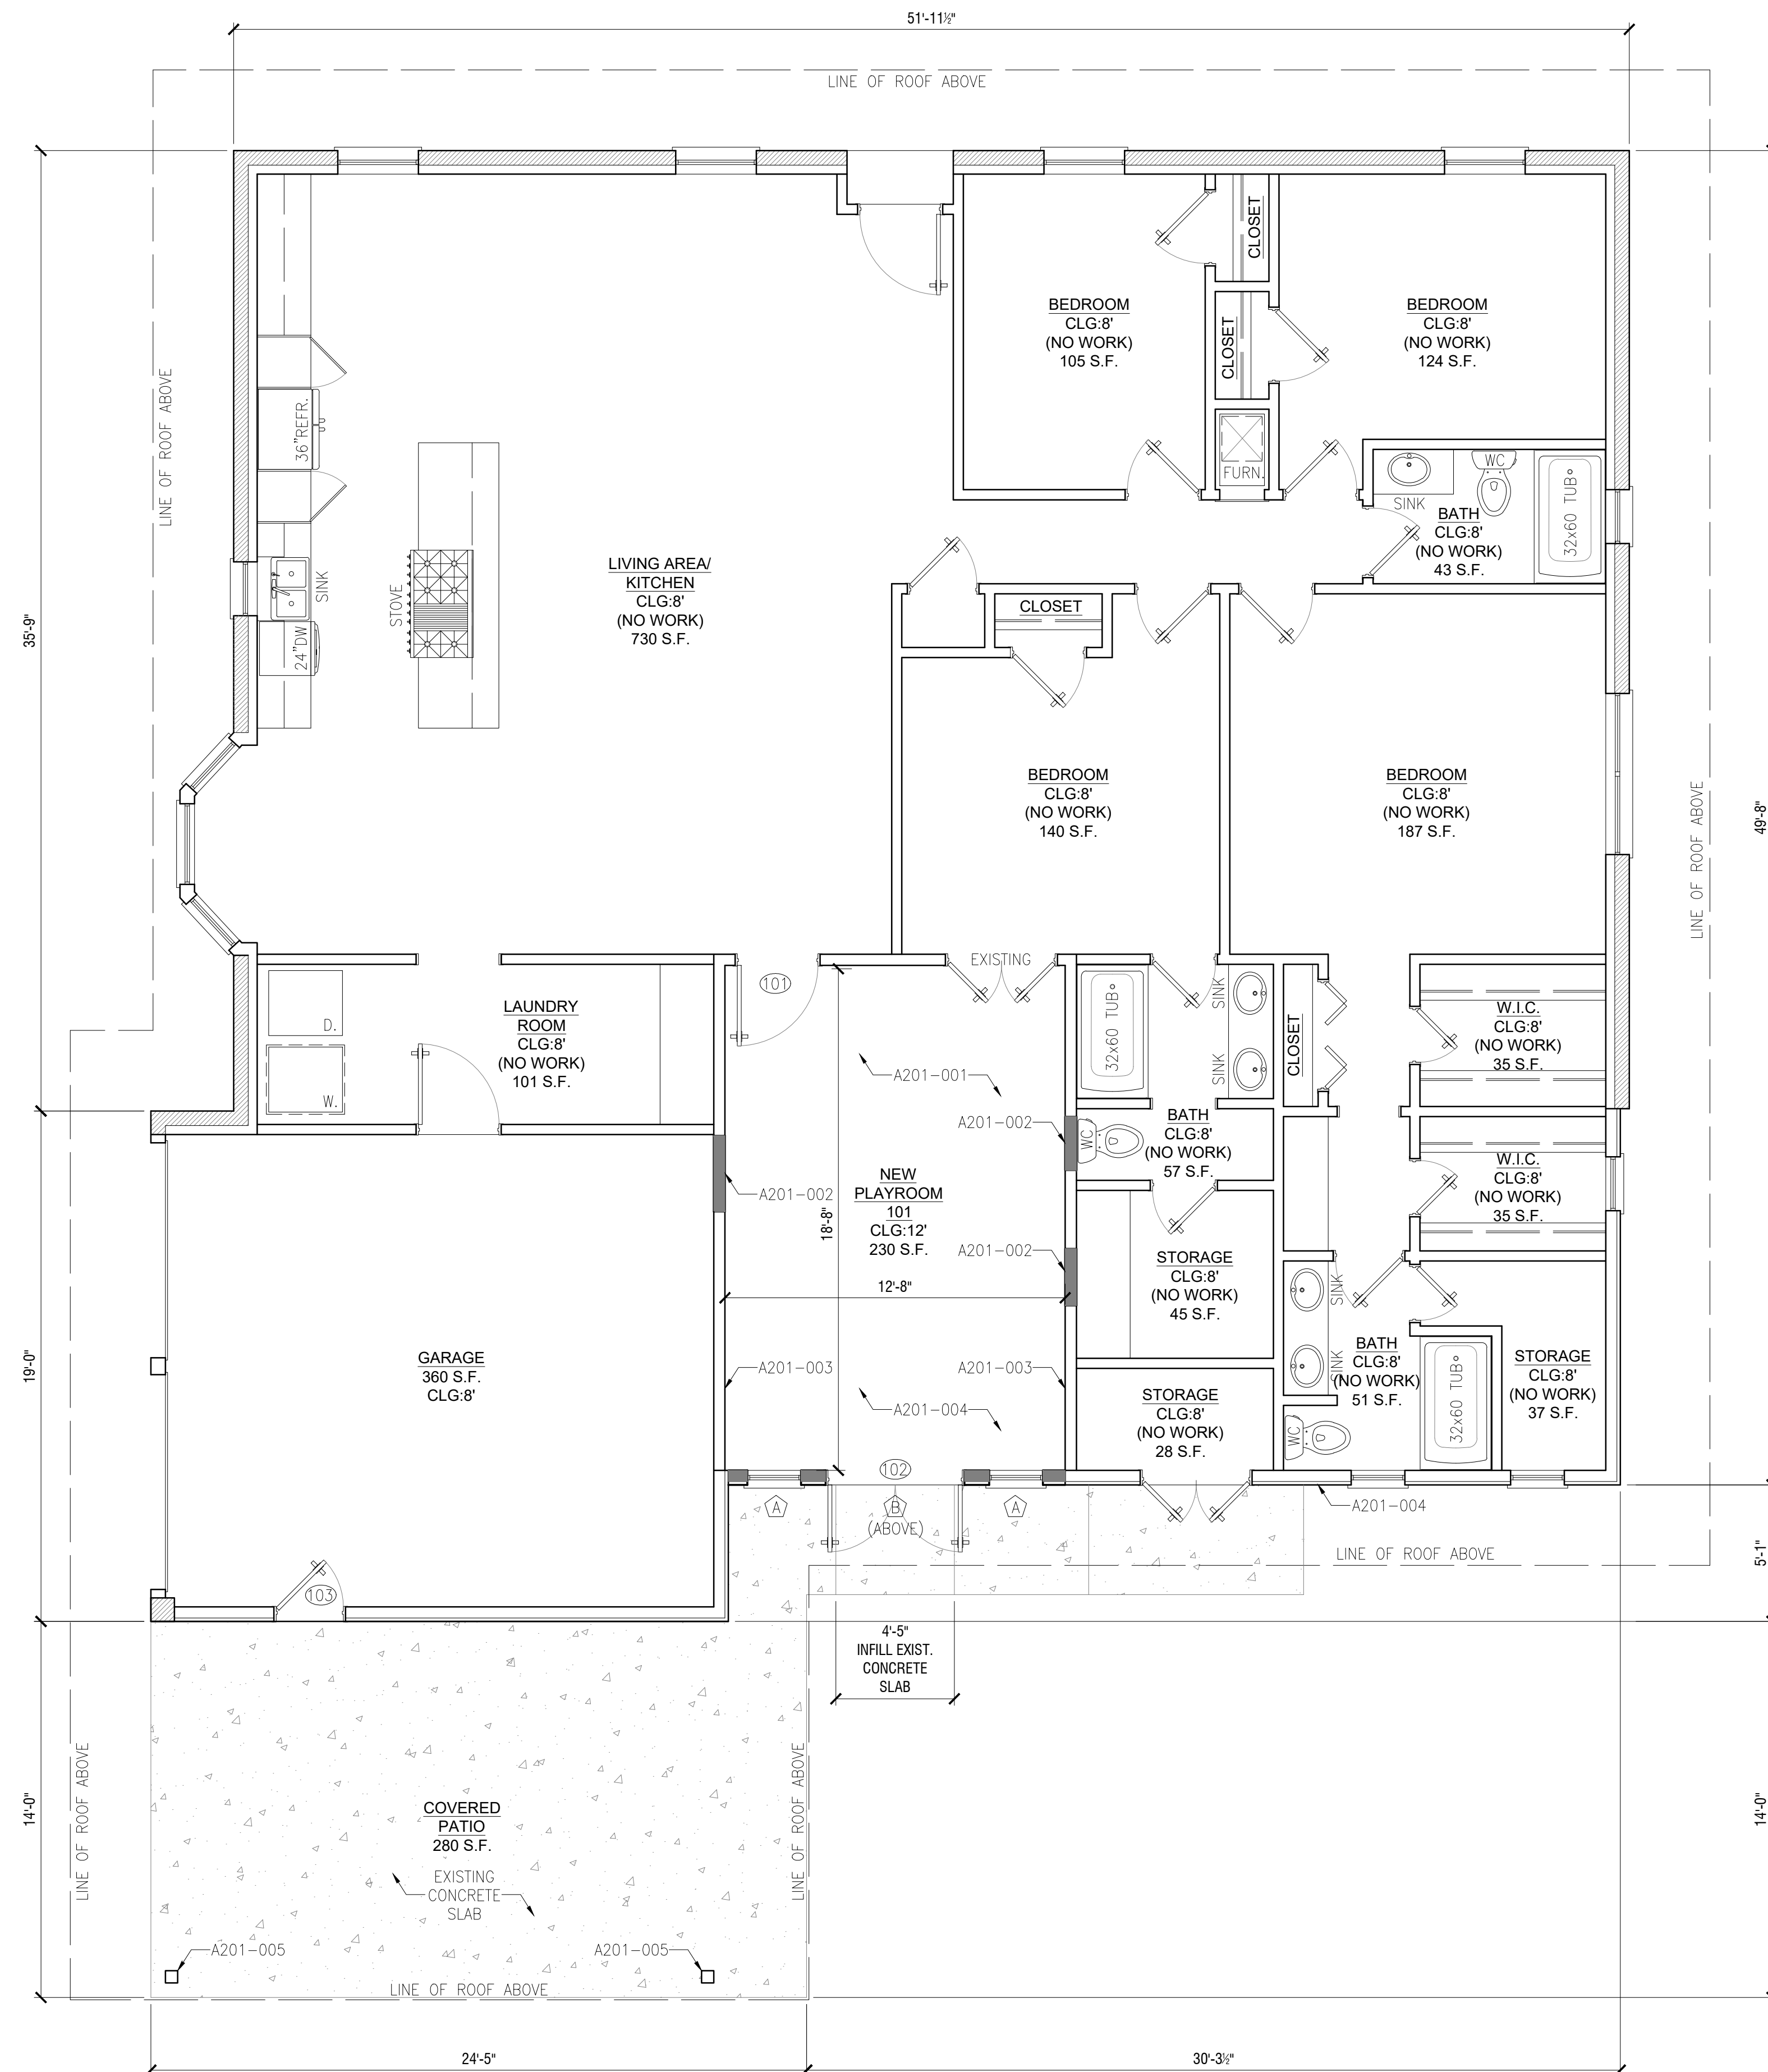 51'-11½"
LINE OF ROOF ABOVE
CLOSET
BEDROOM
CLG:8'
(NO WORK)
105 S.F.
CLOSET
BEDROOM
CLG:8'
(NO WORK)
124 S.F.
LINE OF ROOF ABOVE
36"REFR.
FURN.
WC
SINK
BATH
CLG:8'
(NO WORK)
43 S.F.
32x60 TUB
35'-9"
SINK
STOVE
24"DW
LIVING AREA/
KITCHEN
CLG:8'
(NO WORK)
730 S.F.
CLOSET
BEDROOM
CLG:8'
(NO WORK)
140 S.F.
BEDROOM
CLG:8'
(NO WORK)
187 S.F.
LINE OF ROOF ABOVE
49'-8"
EXISTING
101
D.
W.
LAUNDRY
ROOM
CLG:8'
(NO WORK)
101 S.F.
A201-001
32x60 TUB
SINK
SINK
CLOSET
W.I.C.
CLG:8'
(NO WORK)
35 S.F.
A201-002
WC
BATH
CLG:8'
(NO WORK)
57 S.F.
A201-002
NEW
PLAYROOM
101
CLG:12'
230 S.F.
18'-8"
W.I.C.
CLG:8'
(NO WORK)
35 S.F.
A201-002
12'-8"
STORAGE
CLG:8'
(NO WORK)
45 S.F.
SINK
SINK
19'-0"
GARAGE
360 S.F.
CLG:8'
A201-003
A201-003
A201-004
STORAGE
CLG:8'
(NO WORK)
28 S.F.
BATH
CLG:8'
(NO WORK)
51 S.F.
WC
32x60 TUB
STORAGE
CLG:8'
(NO WORK)
37 S.F.
102
A
B
(ABOVE)
A
A201-004
LINE OF ROOF ABOVE
5'-1"
103
4'-5"
INFILL EXIST.
CONCRETE
SLAB
14'-0"
LINE OF ROOF ABOVE
COVERED
PATIO
280 S.F.
EXISTING
CONCRETE
SLAB
LINE OF ROOF ABOVE
14'-0"
A201-005
A201-005
LINE OF ROOF ABOVE
24'-5"
30'-3½"